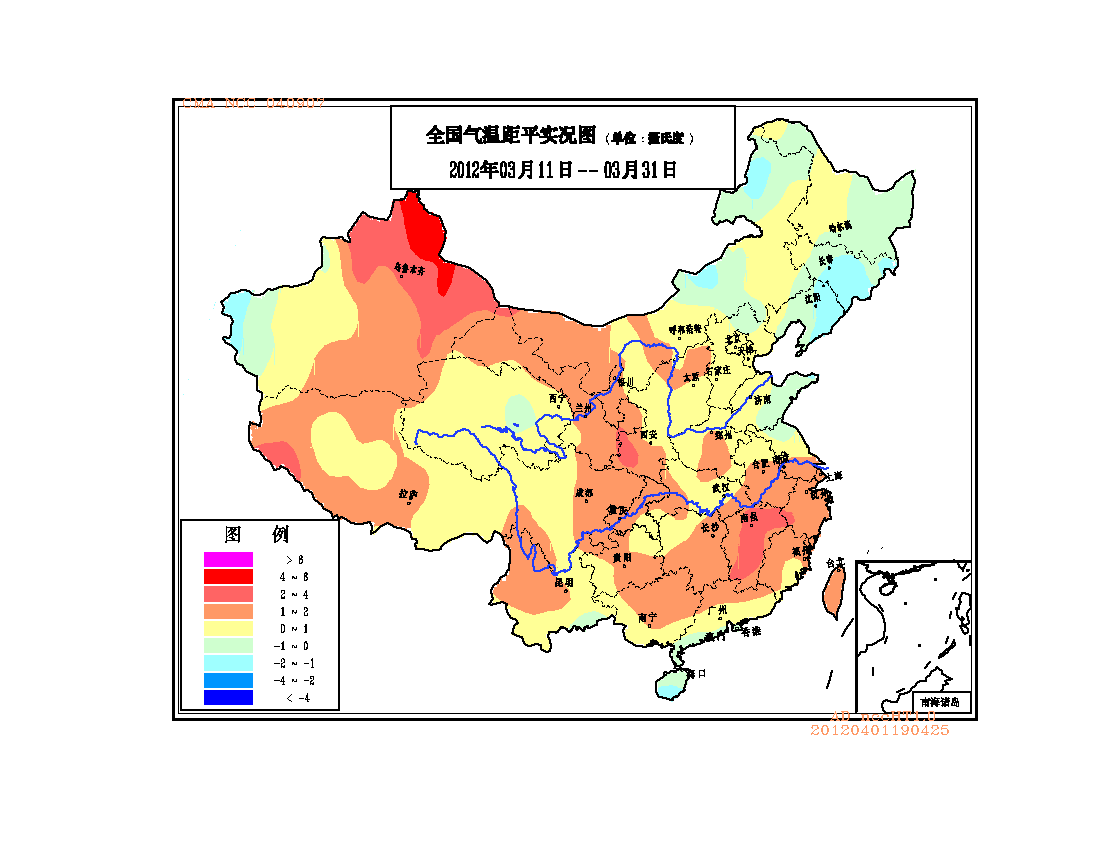 CMA NCC 040902
全国气温距平实况图 (单位:摄氏度)
2012年03月11日 -- 03月31日
哈尔滨
长春
乌鲁木齐
沈阳
呼和浩特
北京
天津
石家庄
太原
银川
西宁
兰州
济南
西安
郑州
合肥 南京
上海
拉萨
成都
武汉
杭州
重庆
长沙
南昌
贵阳
福州
台北
昆明
南宁
广州
澳门
香港
海口
图 例
> 6
4 ~ 6
2 ~ 4
1 ~ 2
0 ~ 1
-1 ~ 0
-2 ~ -1
-4 ~ -2
< -4
南海诸岛
20120401190425